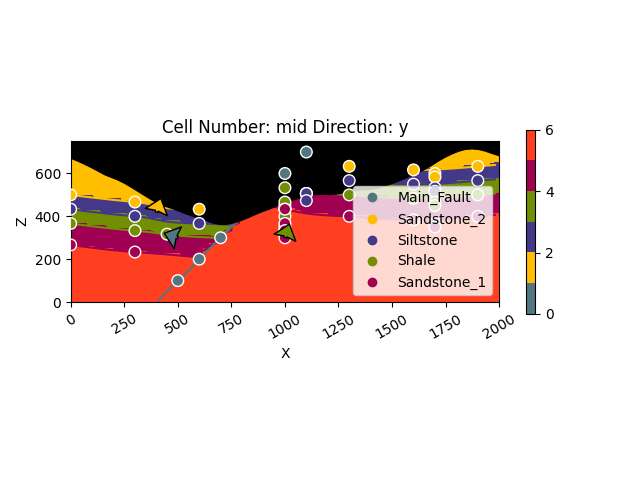 Cell Number: mid Direction: y
Z
600
400
200
0
0
250
500
750
1000
1250
1500
1750
2000
X
Main_Fault
Sandstone_2
Siltstone
Shale
Sandstone_1
6
4
2
0